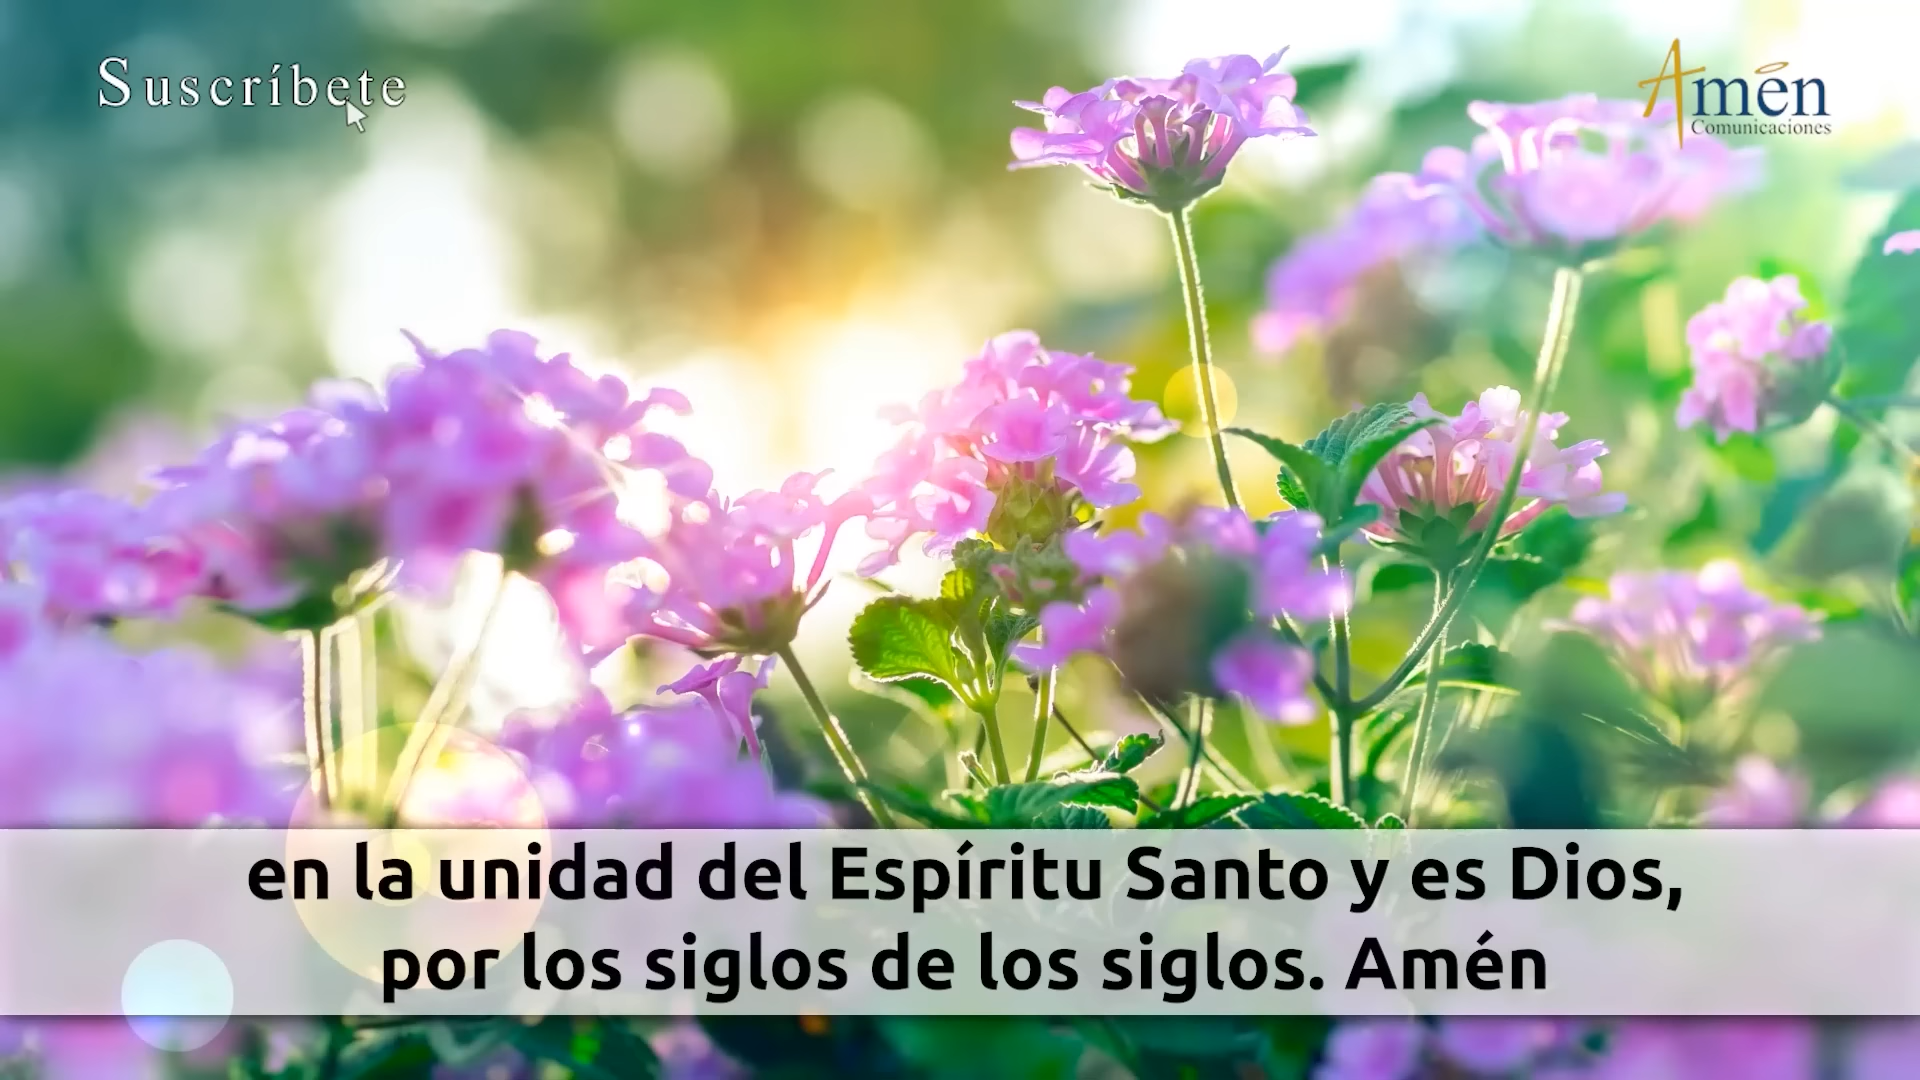 Suscríbete
Amén
Comunicaciones
en la unidad del Espíritu Santo y es Dios,
por los siglos de los siglos. Amén